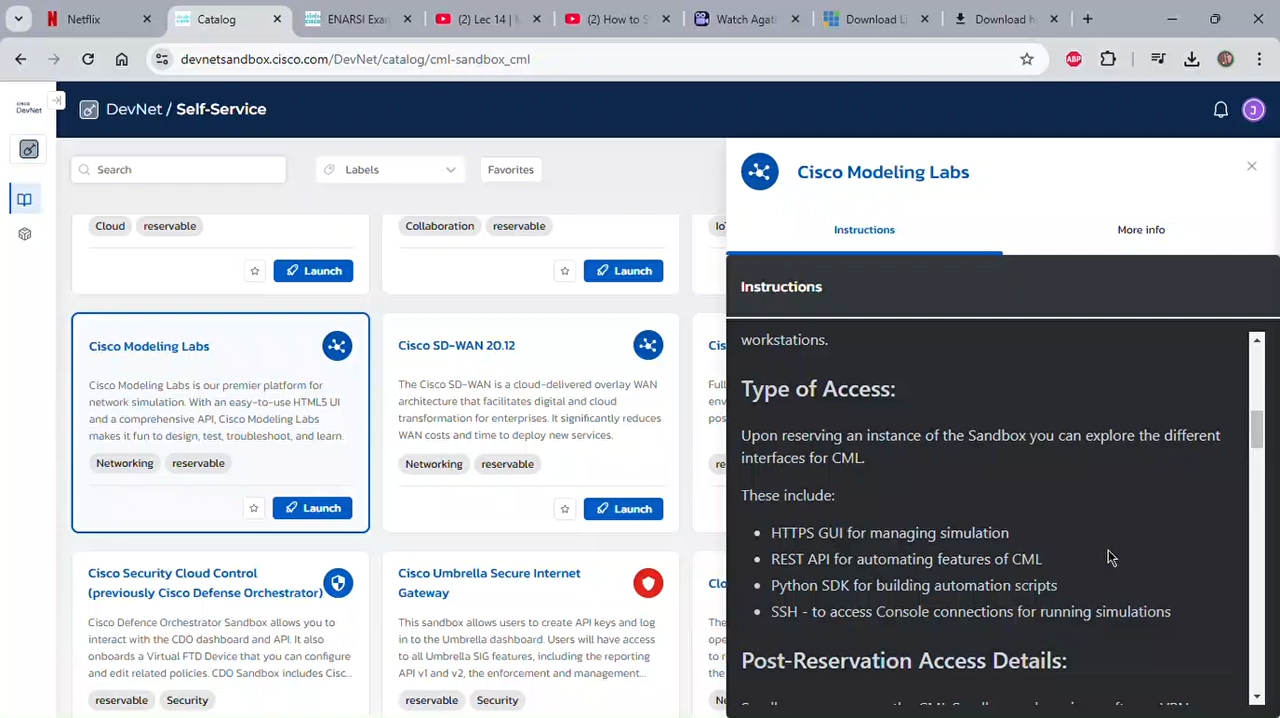 Netflix
Catalog
ENARSI Exan
(2) Lec 14 |
(2) How to S
Watch Agatl
Download Li
Download h
devnetsandbox.cisco.com/DevNet/catalog/cml-sandbox_cml
ABP
CISCO
DevNet
DevNet / Self-Service
J
Search
Labels
Favorites
Cloud reservable
Launch
Collaboration reservable
Launch
Cisco Modeling Labs
Cisco Modeling Labs is our premier platform for
network simulation. With an easy-to-use HTML5 UI
and a comprehensive API, Cisco Modeling Labs
makes it fun to design, test, troubleshoot, and learn.
Networking reservable
Launch
Cisco SD-WAN 20.12
The Cisco SD-WAN is a cloud-delivered overlay WAN
architecture that facilitates digital and cloud
transformation for enterprises. It significantly reduces
WAN costs and time to deploy new services.
Networking reservable
Launch
Cisco Security Cloud Control
(previously Cisco Defense Orchestrator)
Cisco Defence Orchestrator Sandbox allows you to
interact with the CDO dashboard and API. It also
onboards a Virtual FTD Device that you can configure
and edit related policies. CDO Sandbox includes Cisc...
reservable Security
Cisco Umbrella Secure Internet
Gateway
This sandbox allows users to create API keys and log
in to the Umbrella dashboard. Users will have access
to all Umbrella SIG features, including the reporting
API v1 and v2, the enforcement and management...
reservable Security
Cisco Modeling Labs
Instructions
More info
Instructions
workstations.
Type of Access:
Upon reserving an instance of the Sandbox you can explore the different
interfaces for CML.
These include:
• HTTPS GUI for managing simulation
• REST API for automating features of CML
• Python SDK for building automation scripts
• SSH - to access Console connections for running simulations
Post-Reservation Access Details: